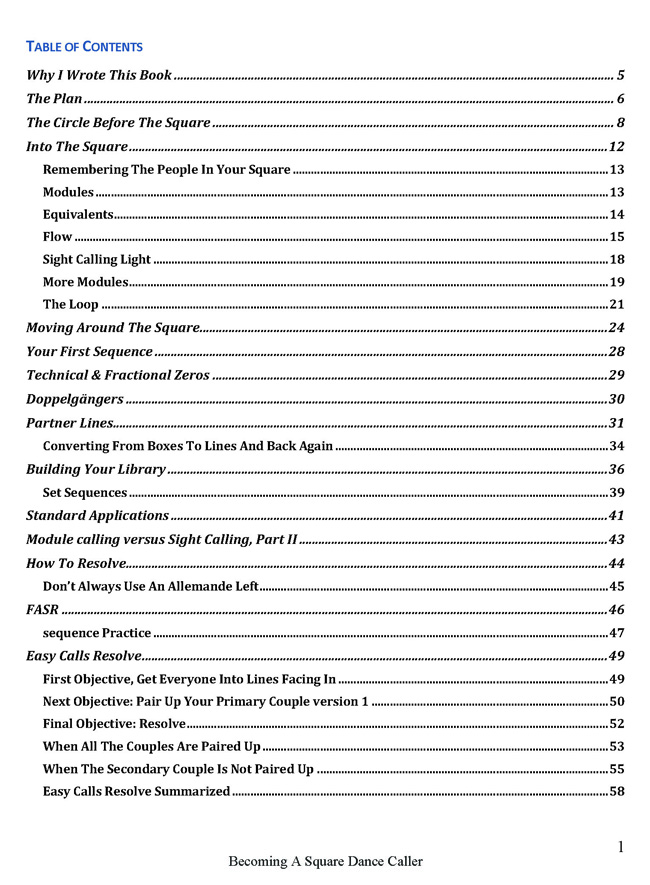 TABLE OF CONTENTS
Why I Wrote This Book ........ 5
The Plan ........ 6
The Circle Before The Square ........ 8
Into The Square ........ 12
Remembering The People In Your Square ........ 13
Modules ........ 13
Equivalents ........ 14
Flow ........ 15
Sight Calling Light ........ 18
More Modules ........ 19
The Loop ........ 21
Moving Around The Square ........ 24
Your First Sequence ........ 28
Technical & Fractional Zeros ........ 29
Doppelgängers ........ 30
Partner Lines ........ 31
Converting From Boxes To Lines And Back Again ........ 34
Building Your Library ........ 36
Set Sequences ........ 39
Standard Applications ........ 41
Module calling versus Sight Calling, Part II ........ 43
How To Resolve ........ 44
Don't Always Use An Allemande Left ........ 45
FASR ........ 46
sequence Practice ........ 47
Easy Calls Resolve ........ 49
First Objective, Get Everyone Into Lines Facing In ........ 49
Next Objective: Pair Up Your Primary Couple version 1 ........ 50
Final Objective: Resolve ........ 52
When All The Couples Are Paired Up ........ 53
When The Secondary Couple Is Not Paired Up ........ 55
Easy Calls Resolve Summarized ........ 58
1
Becoming A Square Dance Caller